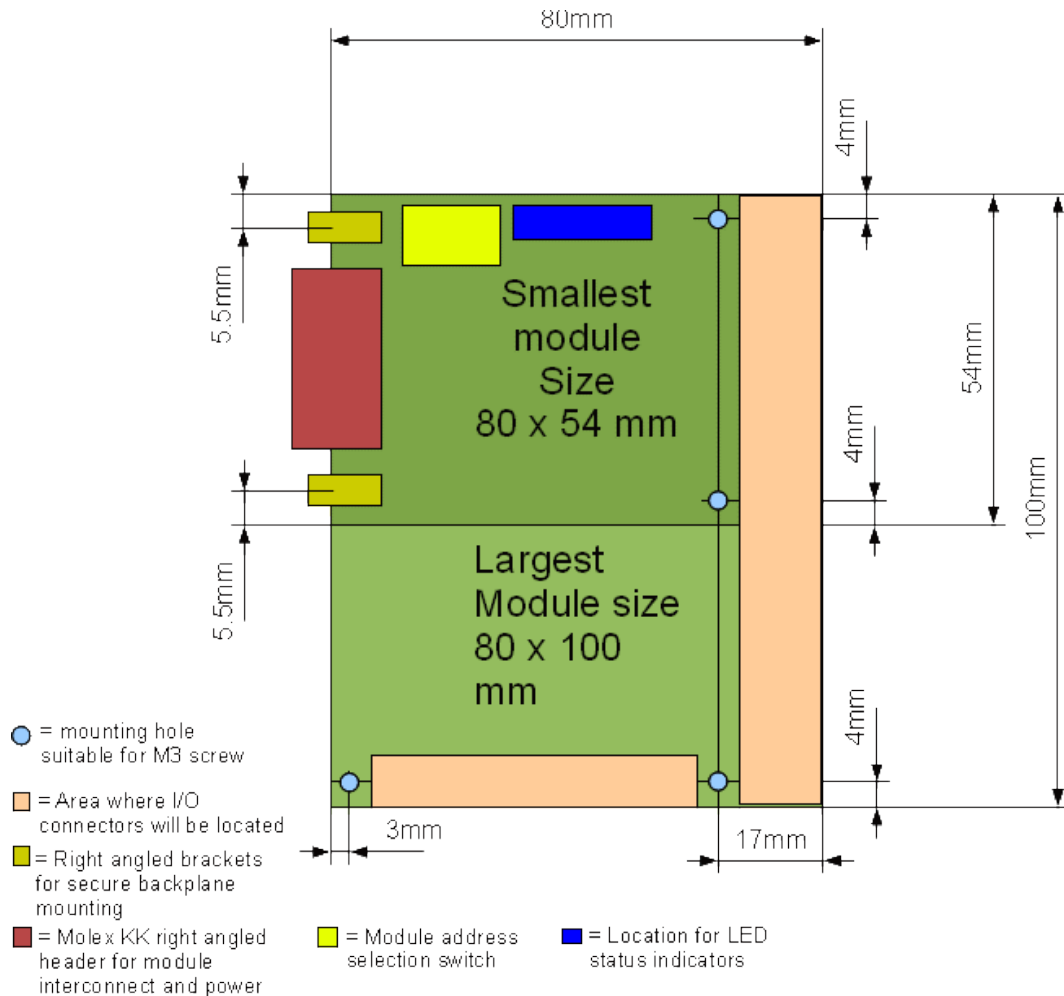 80mm
4mm
5.5mm
Smallest
module
Size
80 x 54 mm
54mm
4mm
100mm
5.5mm
Largest
Module size
80 x 100
mm
4mm
3mm
17mm
= mounting hole
suitable for M3 screw
= Area where I/O
connectors will be located
= Right angled brackets
for secure backplane
mounting
= Molex KK right angled
header for module
interconnect and power
= Module address
selection switch
= Location for LED
status indicators